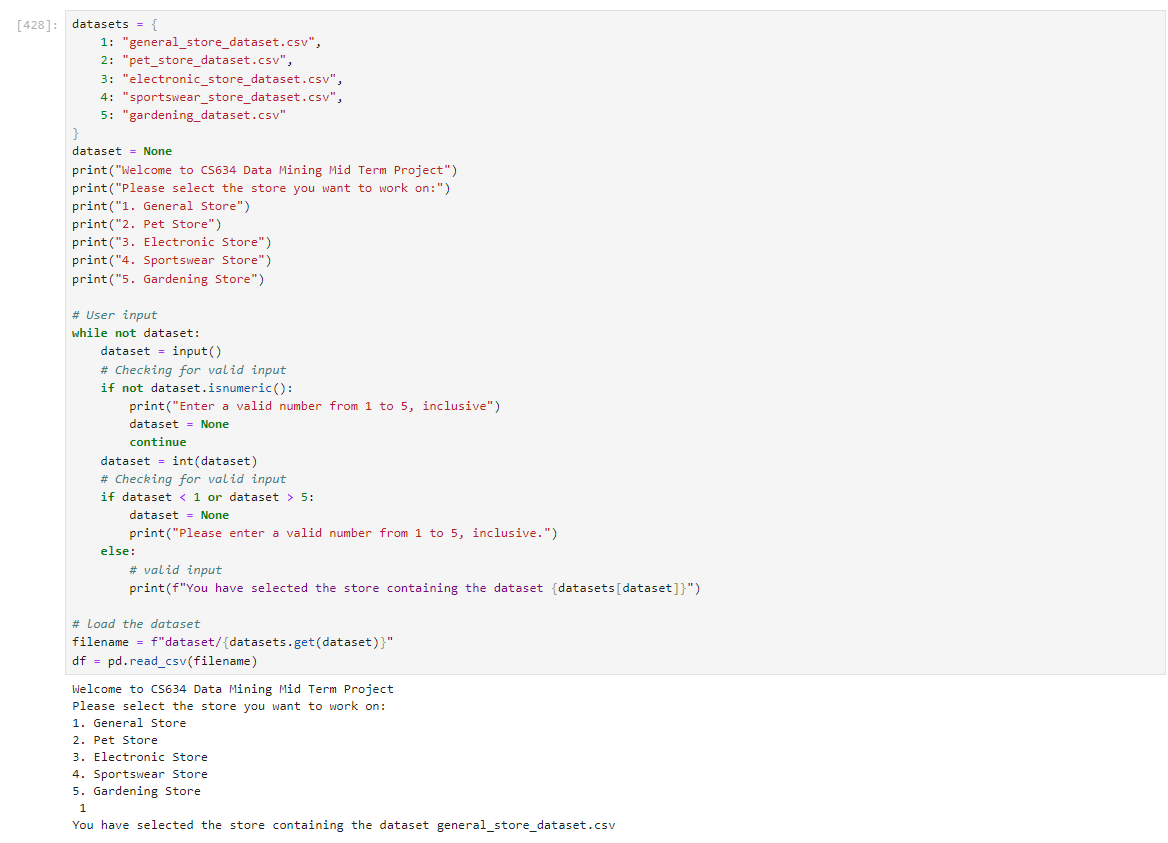 [428]:
datasets = {
    1: "general_store_dataset.csv",
    2: "pet_store_dataset.csv",
    3: "electronic_store_dataset.csv",
    4: "sportswear_store_dataset.csv",
    5: "gardening_dataset.csv"
}
dataset = None
print("Welcome to CS634 Data Mining Mid Term Project")
print("Please select the store you want to work on:")
print("1. General Store")
print("2. Pet Store")
print("3. Electronic Store")
print("4. Sportswear Store")
print("5. Gardening Store")

# User input
while not dataset:
    dataset = input()
    # Checking for valid input
    if not dataset.isnumeric():
        print("Enter a valid number from 1 to 5, inclusive")
        dataset = None
        continue
    dataset = int(dataset)
    # Checking for valid input
    if dataset < 1 or dataset > 5:
        dataset = None
        print("Please enter a valid number from 1 to 5, inclusive.")
    else:
        # valid input
        print(f"You have selected the store containing the dataset {datasets[dataset]}")

# load the dataset
filename = f"dataset/{datasets.get(dataset)}"
df = pd.read_csv(filename)
Welcome to CS634 Data Mining Mid Term Project
Please select the store you want to work on:
1. General Store
2. Pet Store
3. Electronic Store
4. Sportswear Store
5. Gardening Store
 1
You have selected the store containing the dataset general_store_dataset.csv